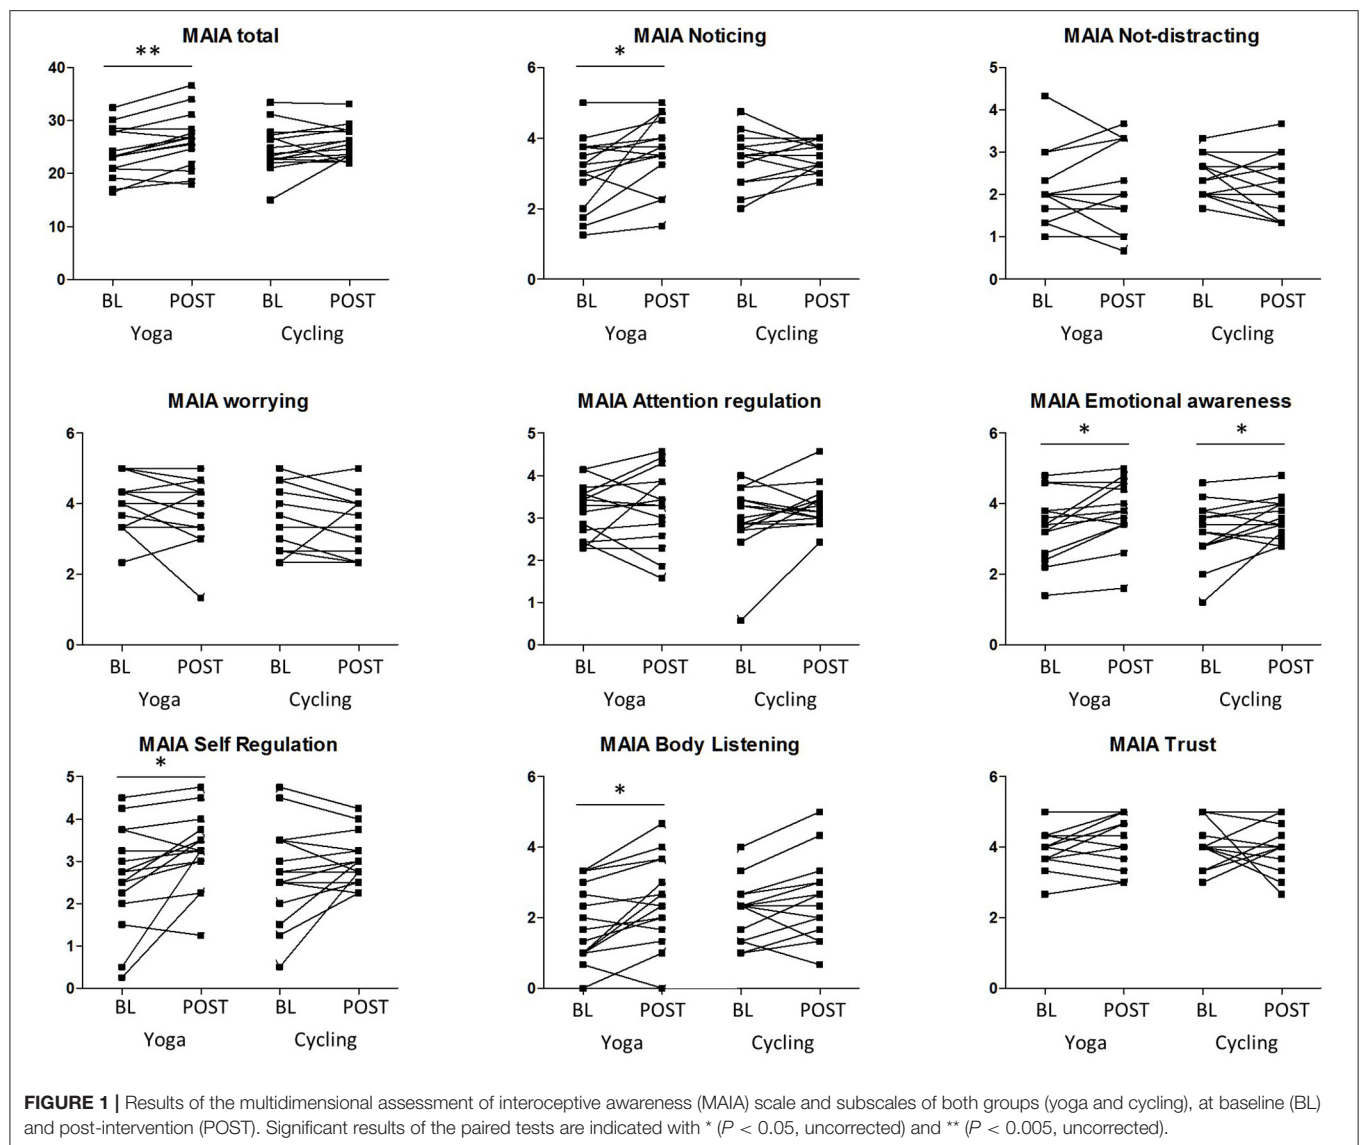 MAIA total
**
40
30
20
10
0
BL POST BL POST
Yoga Cycling
MAIA Noticing
*
6
4
2
0
BL POST BL POST
Yoga Cycling
MAIA Not-distracting
5
4
3
2
1
0
BL POST BL POST
Yoga Cycling
MAIA worrying
6
4
2
0
BL POST BL POST
Yoga Cycling
MAIA Attention regulation
5
4
3
2
1
0
BL POST BL POST
Yoga Cycling
MAIA Emotional awareness
* *
6
4
2
0
BL POST BL POST
Yoga Cycling
MAIA Self Regulation
*
5
4
3
2
1
0
BL POST BL POST
Yoga Cycling
MAIA Body Listening
*
6
4
2
0
BL POST BL POST
Yoga Cycling
MAIA Trust
6
4
2
0
BL POST BL POST
Yoga Cycling
FIGURE 1 | Results of the multidimensional assessment of interoceptive awareness (MAIA) scale and subscales of both groups (yoga and cycling), at baseline (BL)
and post-intervention (POST). Significant results of the paired tests are indicated with * (P < 0.05, uncorrected) and ** (P < 0.005, uncorrected).